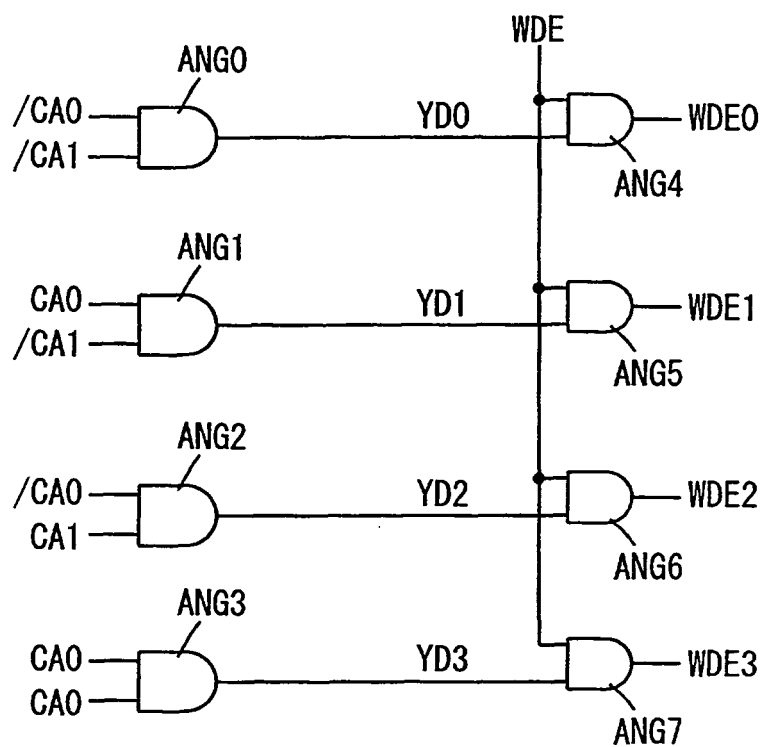 WDE
ANG0
/CA0
/CA1
YD0
WDE0
ANG4
ANG1
CA0
/CA1
YD1
WDE1
ANG5
ANG2
/CA0
CA1
YD2
WDE2
ANG6
ANG3
CA0
CA0
YD3
WDE3
ANG7